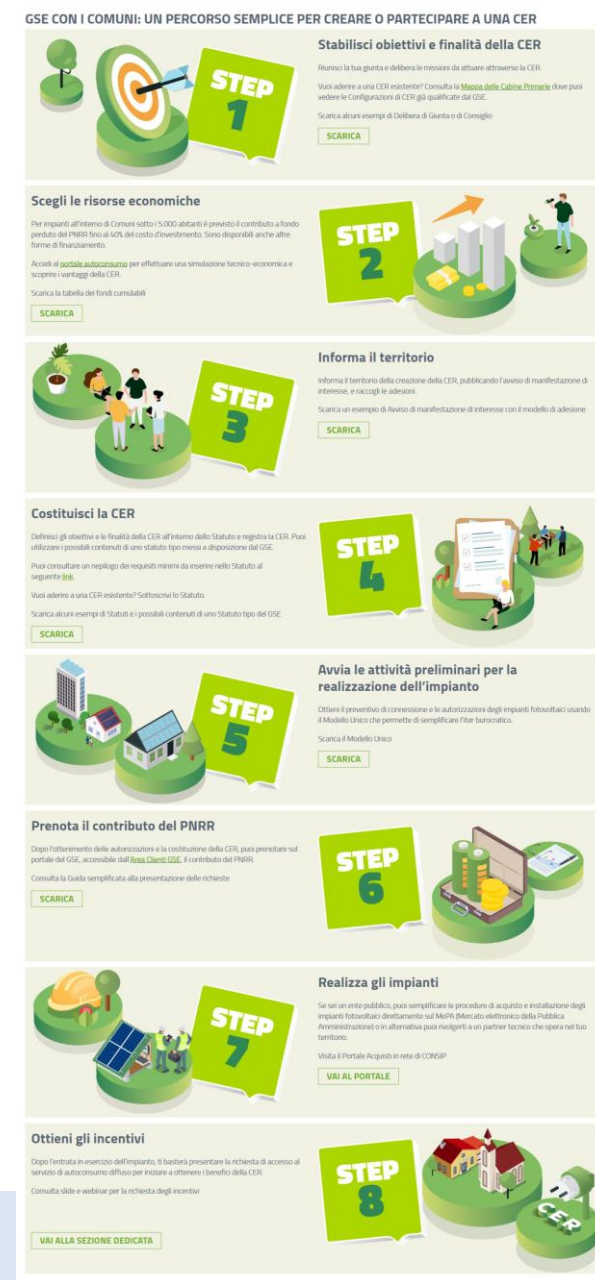 GSE CON I COMUNI: UN PERCORSO SEMPLICE PER CREARE O PARTECIPARE A UNA CER
STEP
1
Stabilisci obiettivi e finalità della CER
Riunisci la tua giunta e delibera le missioni da attuare attraverso la CER.
Vuoi aderire a una CER esistente? Consulta la Mappa delle Cabine Primarie dove puoi
vedere le Configurazioni di CER già qualificate dal GSE.
Scarica alcuni esempi di Delibera di Giunta o di Consiglio
SCARICA
Scegli le risorse economiche
Per impianti all'interno di Comuni sotto i 5.000 abitanti è previsto il contributo a fondo
perduto del PNRR fino al 40% del costo d'investimento. Sono disponibili anche altre
forme di finanziamento.
Accedi al portale autoconsumo per effettuare una simulazione tecnico-economica e
scoprire i vantaggi della CER.
Scarica la tabella dei fondi cumulabili
SCARICA
STEP
2
STEP
3
Informa il territorio
Informa il territorio della creazione della CER, pubblicando l'avviso di manifestazione di
interesse, e raccogli le adesioni.
Scarica un esempio di Avviso di manifestazione di interesse con il modello di adesione
SCARICA
Costituisci la CER
Definisci gli obiettivi e le finalità della CER all'interno dello Statuto e registra la CER. Puoi
utilizzare i possibili contenuti di uno statuto tipo messi a disposizione dal GSE.
Puoi consultare un riepilogo dei requisiti minimi da inserire nello Statuto al
seguente link.
Vuoi aderire a una CER esistente? Sottoscrivi lo Statuto.
Scarica alcuni esempi di Statuti e i possibili contenuti di uno Statuto tipo del GSE
SCARICA
STEP
4
STEP
5
Avvia le attività preliminari per la
realizzazione dell'impianto
Ottieni il preventivo di connessione e le autorizzazioni degli impianti fotovoltaici usando
il Modello Unico che permette di semplificare l'iter burocratico.
Scarica il Modello Unico
SCARICA
Prenota il contributo del PNRR
Dopo l'ottenimento delle autorizzazioni e la costituzione della CER, puoi prenotare sul
portale del GSE, accessibile dall'Area Clienti GSE, il contributo del PNRR.
Consulta la Guida semplificata alla presentazione delle richieste
SCARICA
STEP
6
STEP
7
Realizza gli impianti
Se sei un ente pubblico, puoi semplificare le procedure di acquisto e installazione degli
impianti fotovoltaici direttamente sul MePA (Mercato elettronico della Pubblica
Amministrazione) o in alternativa puoi rivolgerti a un partner tecnico che opera nel tuo
territorio.
Visita il Portale Acquisti in rete di CONSIP
VAI AL PORTALE
Ottieni gli incentivi
Dopo l'entrata in esercizio dell'impianto, ti basterà presentare la richiesta di accesso al
servizio di autoconsumo diffuso per iniziare a ottenere i benefici della CER.
Consulta slide e webinar per la richiesta degli incentivi
VAI ALLA SEZIONE DEDICATA
STEP
8
CER